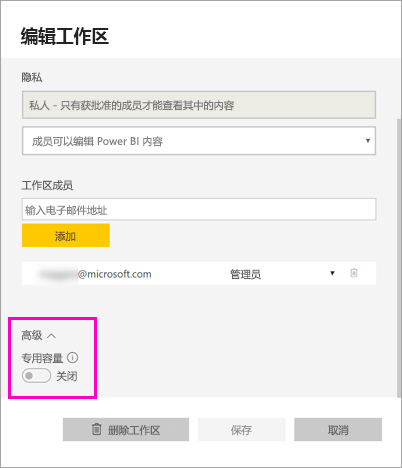 编辑工作区
隐私
私人 - 只有获批准的成员才能查看其中的内容
成员可以编辑 Power BI 内容
工作区成员
输入电子邮件地址
添加
@microsoft.com 管理员
高级
专用容量
关闭
删除工作区 保存 取消